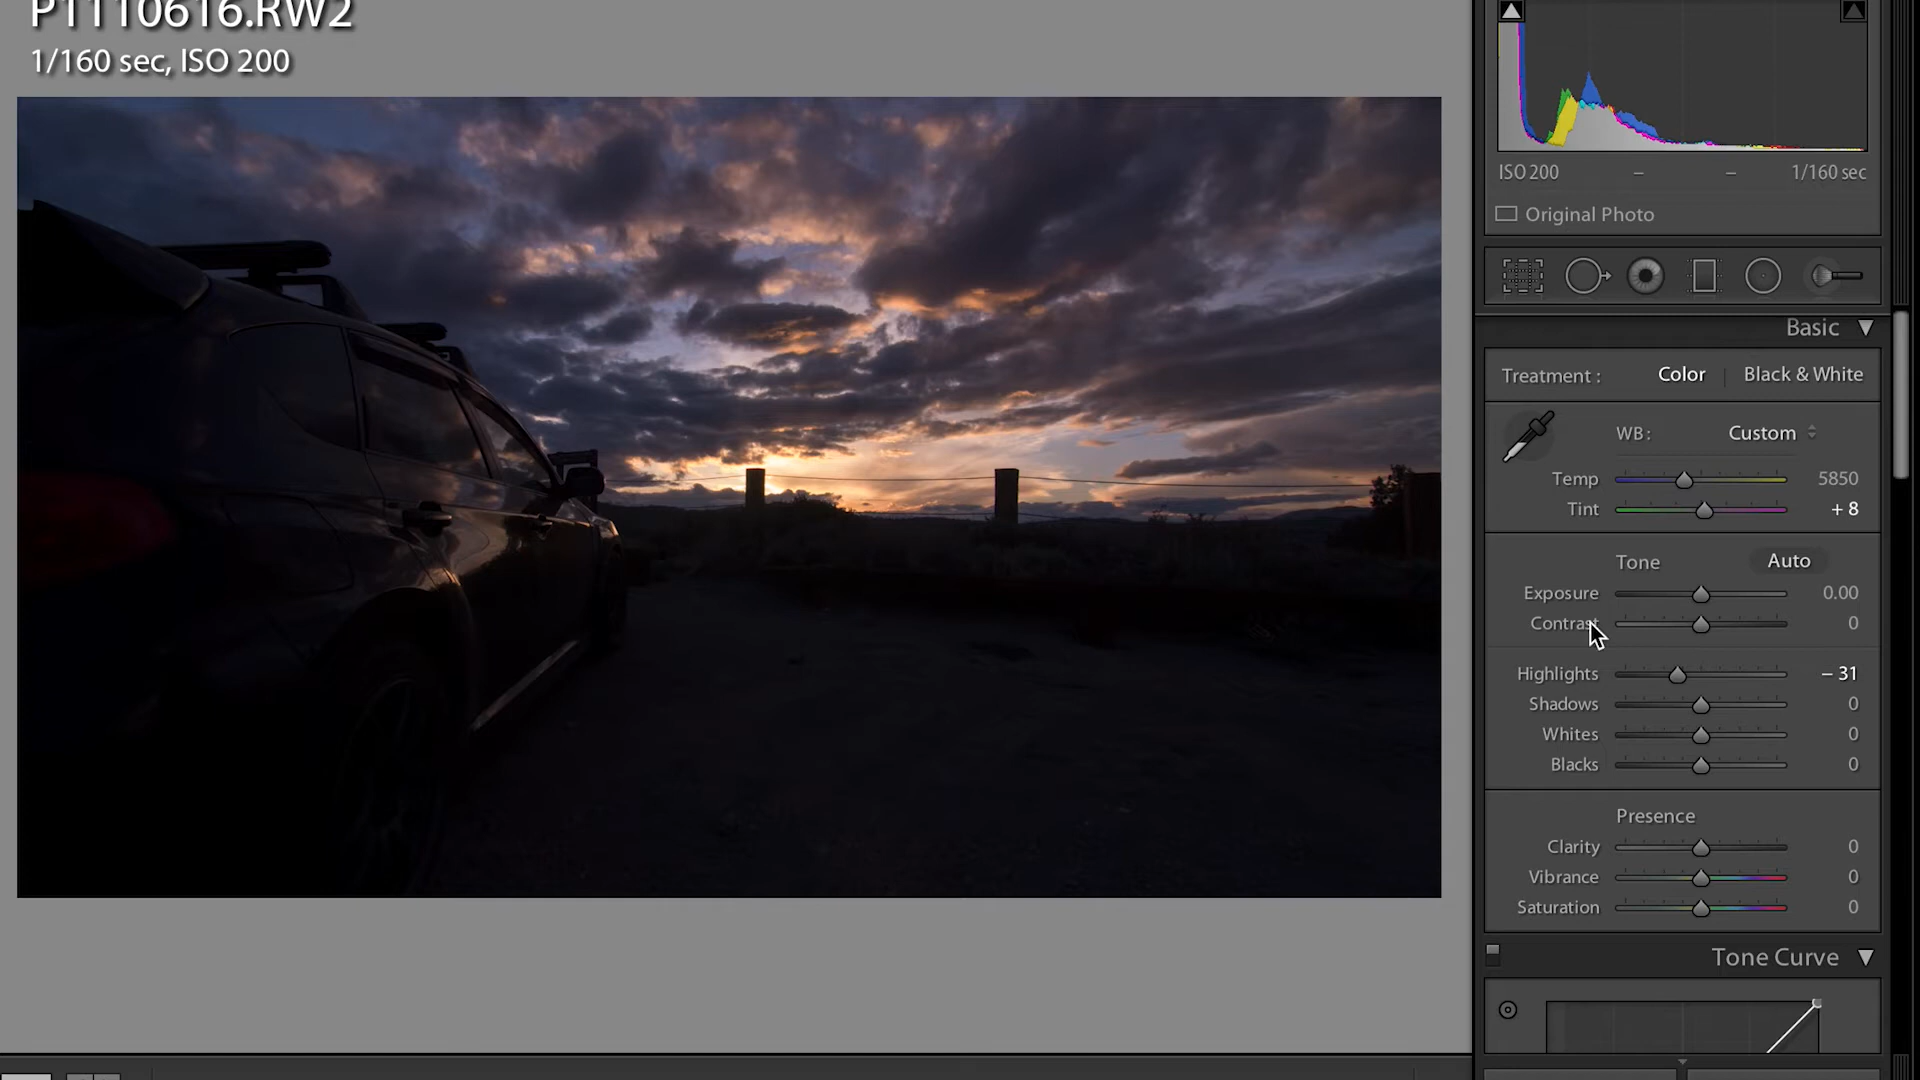 P1110616.RW2
1/160 sec, ISO 200
ISO 200 – – 1/160 sec
Original Photo
Basic
Treatment : Color Black & White
WB: Custom
Temp 5850
Tint + 8
Tone Auto
Exposure 0.00
Contrast 0
Highlights – 31
Shadows 0
Whites 0
Blacks 0
Presence
Clarity 0
Vibrance 0
Saturation 0
Tone Curve